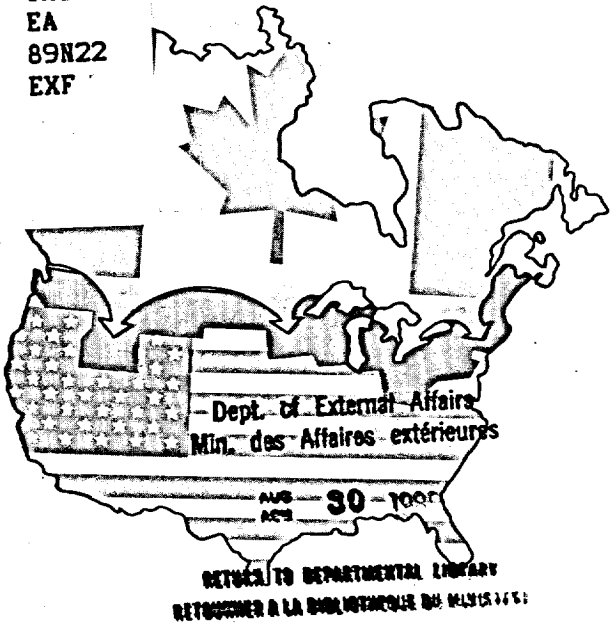 EA
89N22
EXF
Dept. of External Affairs
Min. des Affaires extérieures
AUG 30
RETURN TO DEPARTMENTAL LIBRARY
RETOURNER A LA BIBLIOTHEQUE DU